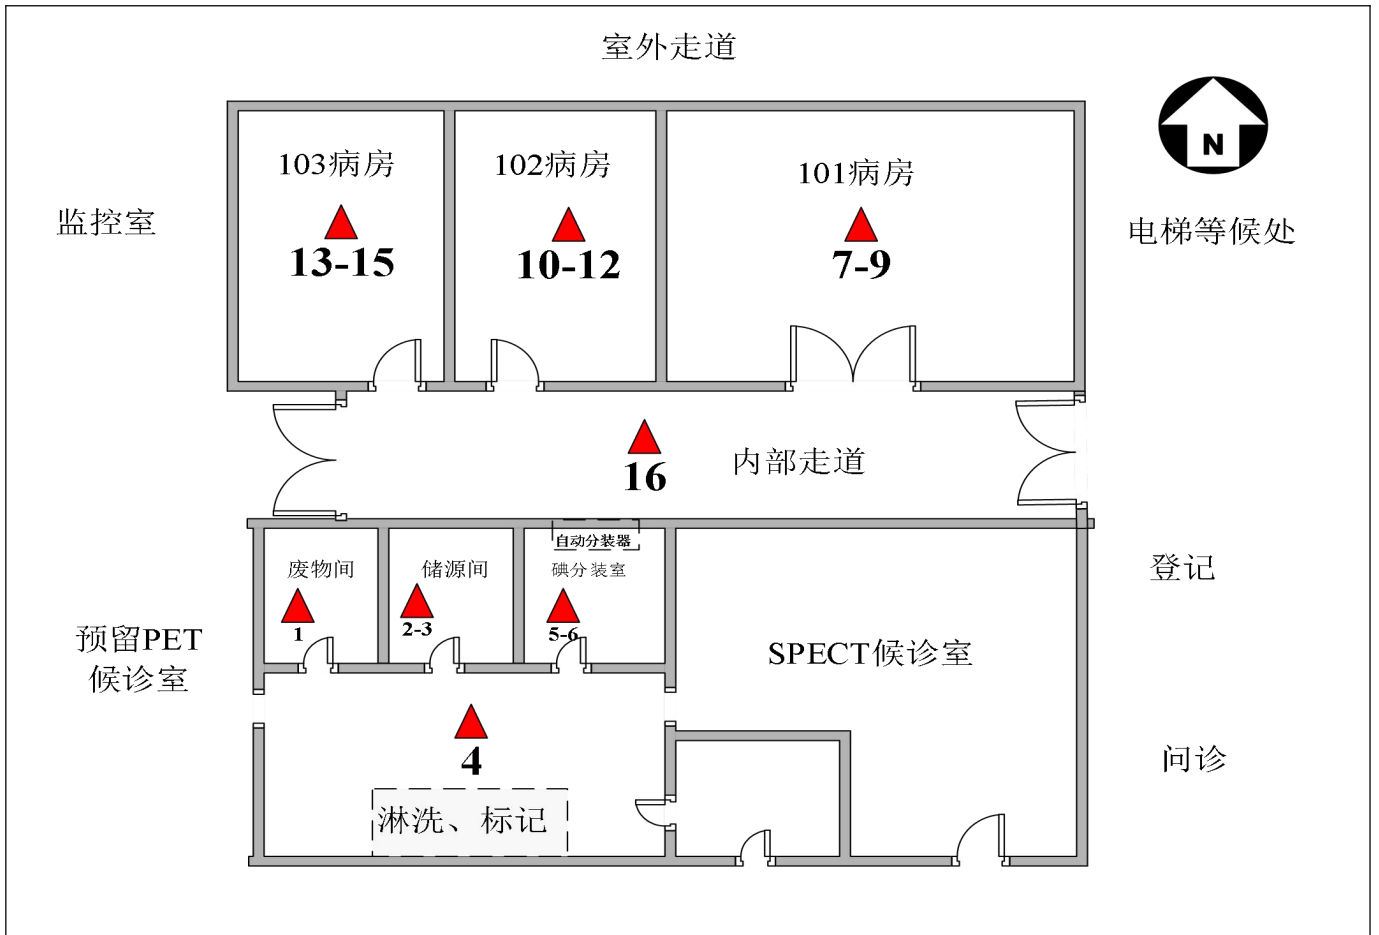 室外走道
N
103病房
102病房
101病房
监控室
电梯等候处
13-15
10-12
7-9
16
内部走道
自动分装器
废物间
储源间
碘分装室
登记
1
2-3
5-6
预留PET
候诊室
SPECT候诊室
4
问诊
淋洗、标记